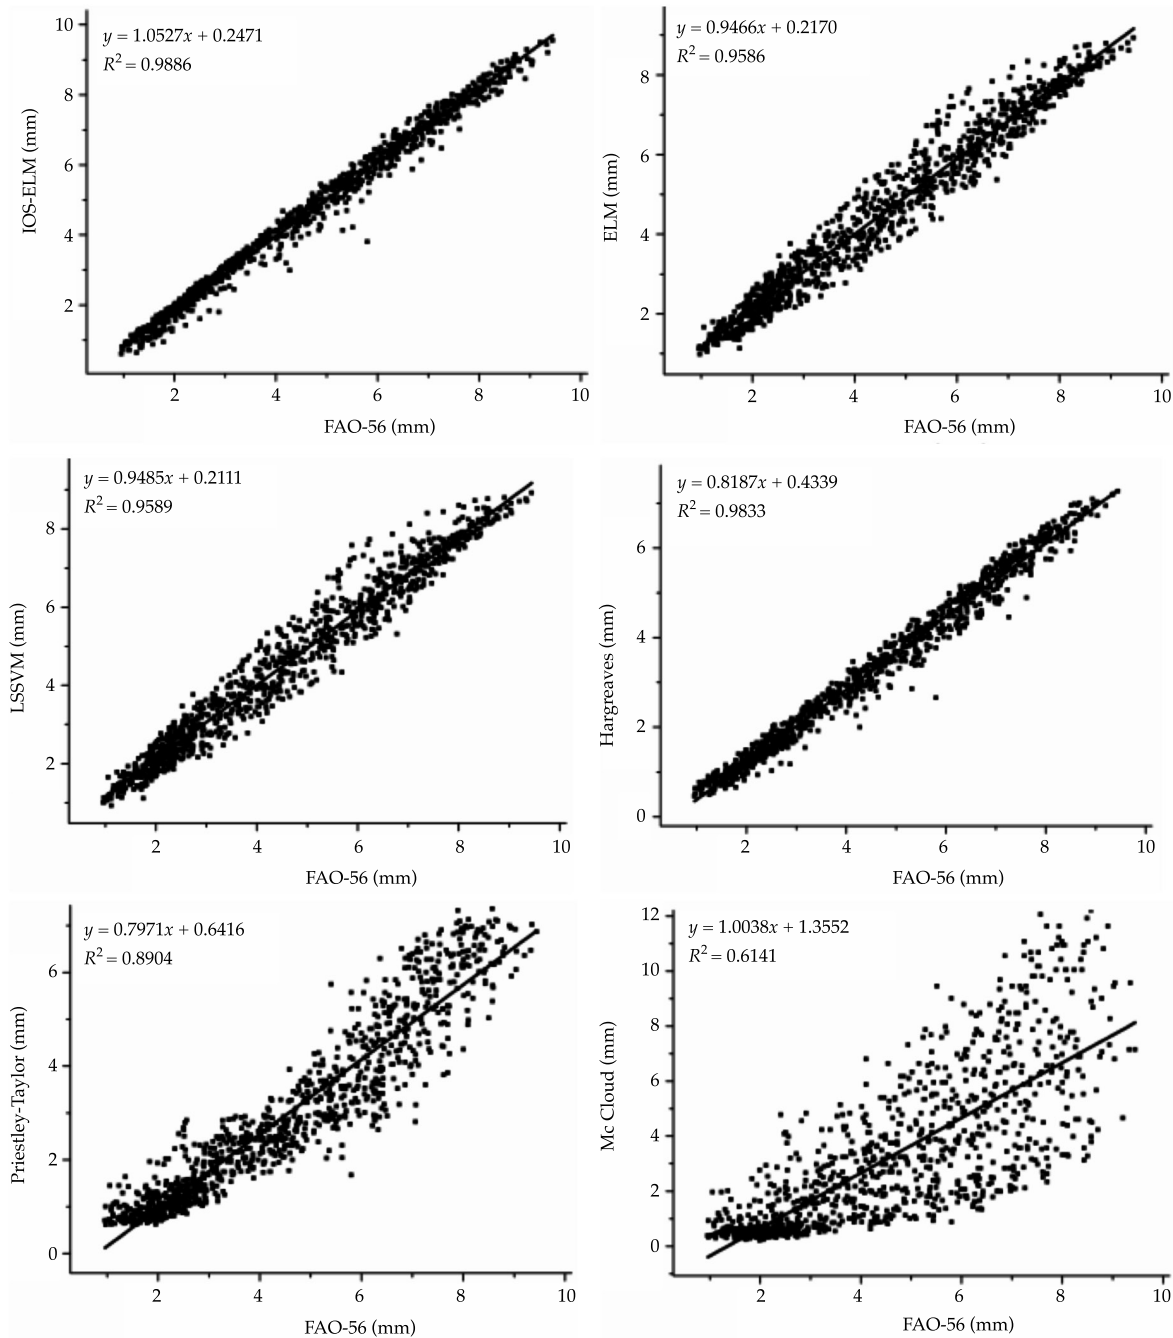 y = 1.0527x + 0.2471
R² = 0.9886
10
8
6
4
2
IOS-ELM (mm)
2 4 6 8 10
FAO-56 (mm)
y = 0.9466x + 0.2170
R² = 0.9586
8
6
4
2
ELM (mm)
2 4 6 8 10
FAO-56 (mm)
y = 0.9485x + 0.2111
R² = 0.9589
8
6
4
2
LSSVM (mm)
2 4 6 8 10
FAO-56 (mm)
y = 0.8187x + 0.4339
R² = 0.9833
6
4
2
0
Hargreaves (mm)
2 4 6 8 10
FAO-56 (mm)
y = 0.7971x + 0.6416
R² = 0.8904
6
4
2
0
Priestley-Taylor (mm)
2 4 6 8 10
FAO-56 (mm)
y = 1.0038x + 1.3552
R² = 0.6141
12
10
8
6
4
2
0
Mc Cloud (mm)
2 4 6 8 10
FAO-56 (mm)